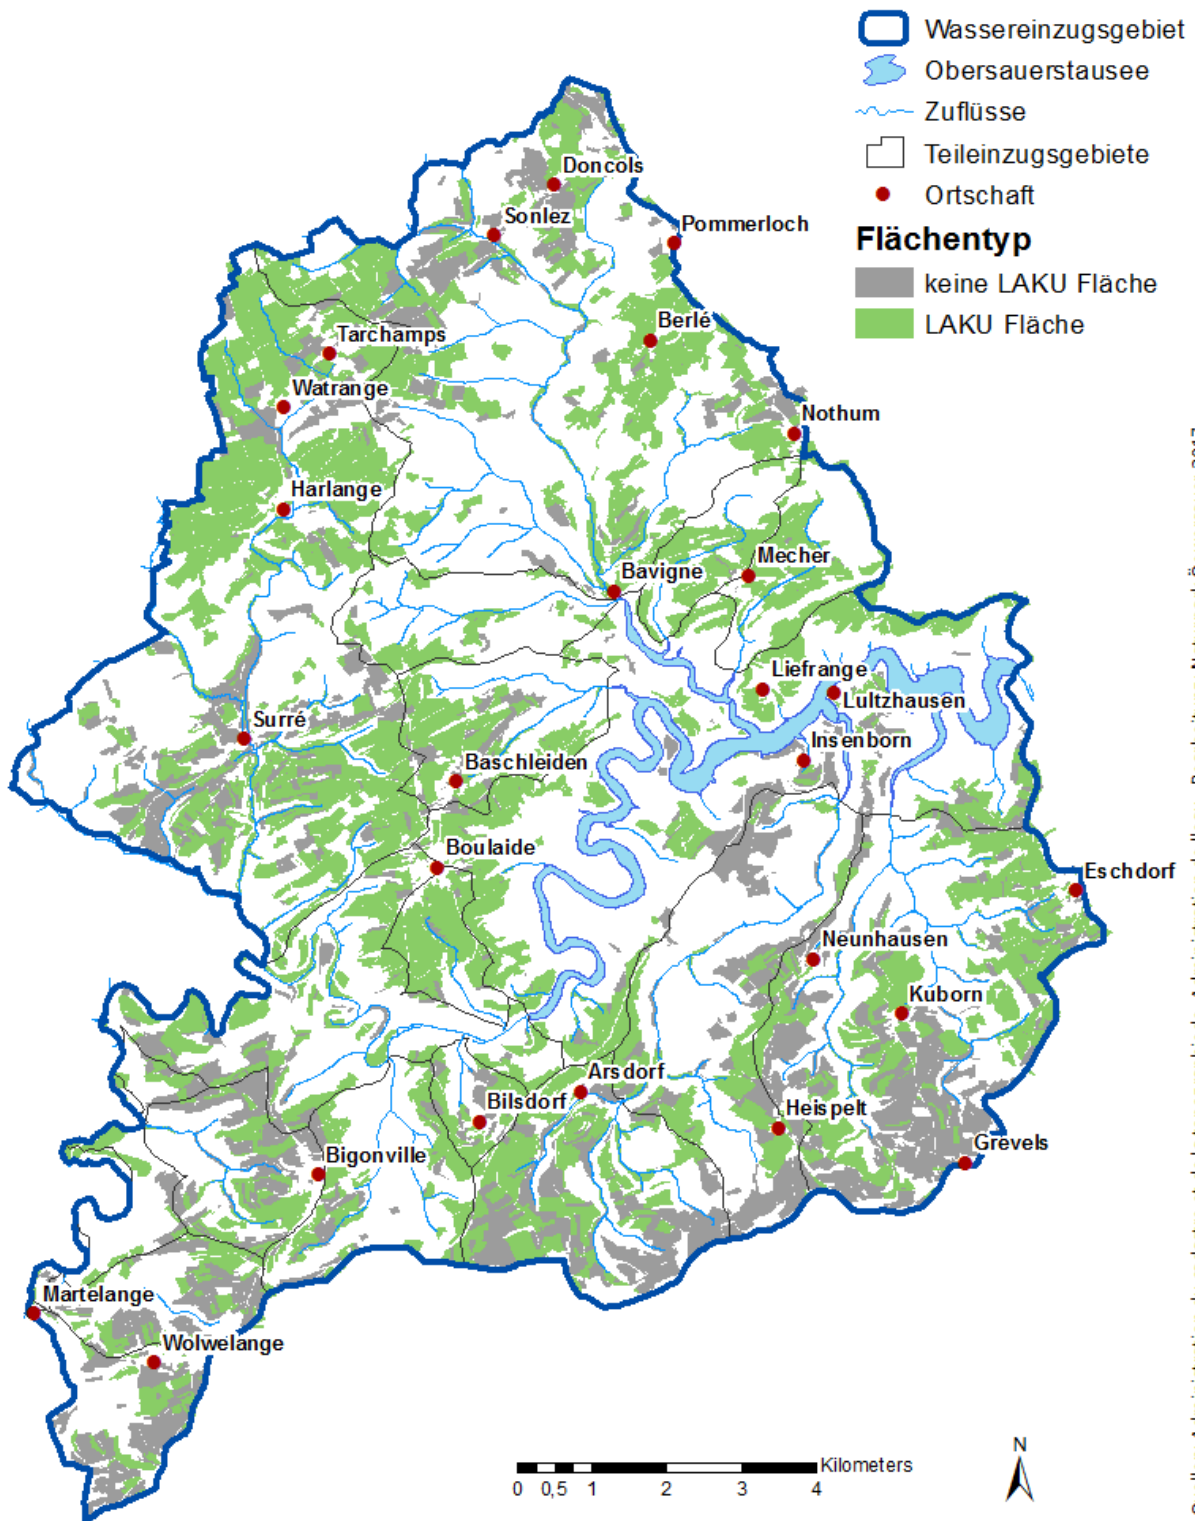 Wassereinzugsgebiet
Obersauerstausee
Zuflüsse
Teileinzugsgebiete
Ortschaft
Flächentyp
keine LAKU Fläche
LAKU Fläche
Doncols
Sonlez
Pommerloch
Berlé
Tarchamps
Watrange
Nothum
Harlange
Mecher
Bavigne
Liefrange
Lultzhausen
Surré
Insenborn
Baschleiden
Boulaide
Eschdorf
Neunhausen
Kuborn
Arsdorf
Bilsdorf
Heispelt
Grevels
Bigonville
Martelange
Wolwelange
Kilometers
0 0,5 1 2 3 4
N